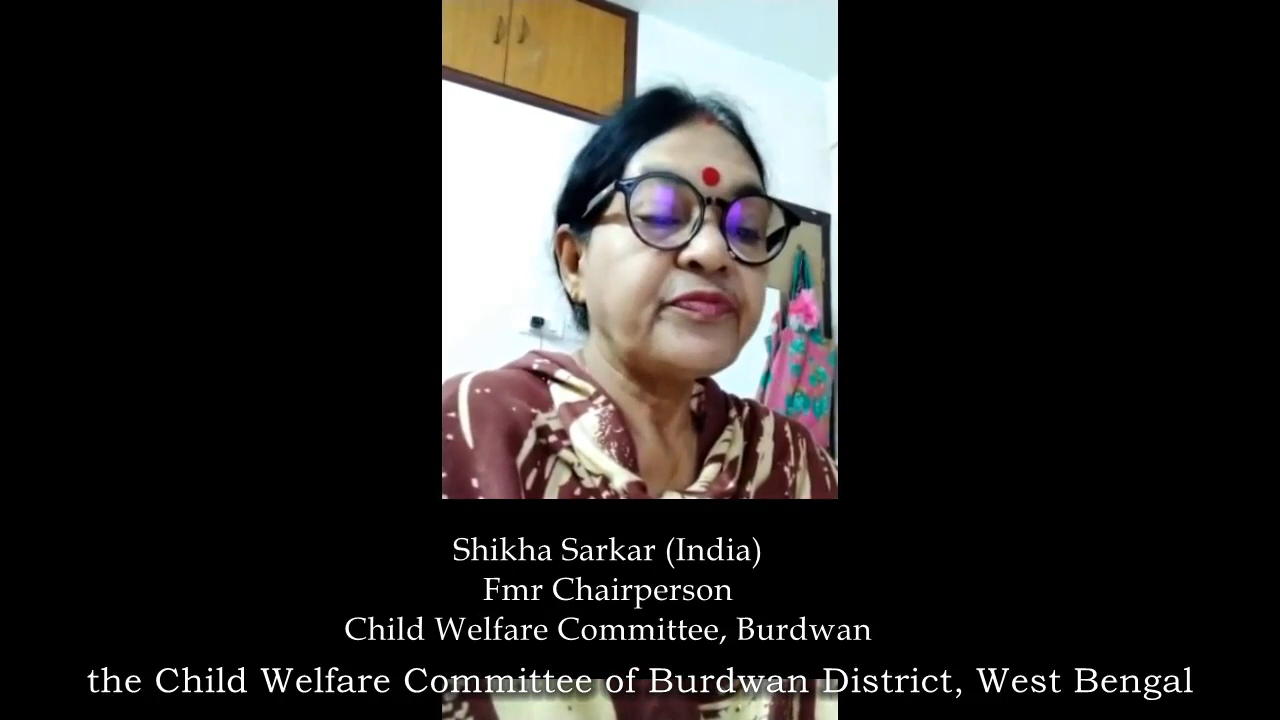 Shikha Sarkar (India)
Fmr Chairperson
Child Welfare Committee, Burdwan
the Child Welfare Committee of Burdwan District, West Bengal